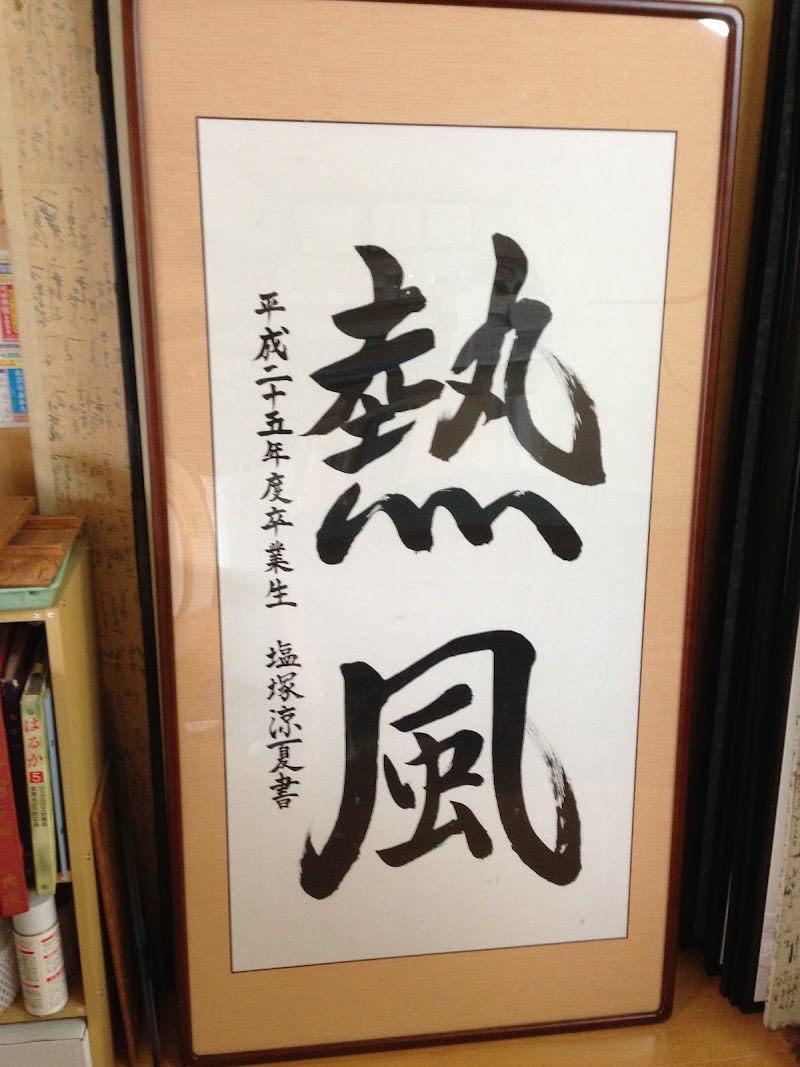 熱風
平成二十五年度卒業生 塩塚涼夏書
はるか 5